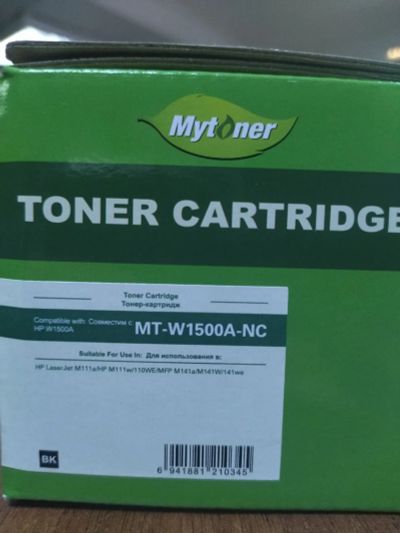 Mytoner
TONER CARTRIDGE
Toner Cartridge
Тонер-картридж
Compatible with: Совместим с
HP W1500A
MT-W1500A-NC
Suitable For Use In: Для использования в:
HP LaserJet M111a/HP M111w/110WE/MFP M141a/M141W/141we
BK
6 941881 210345